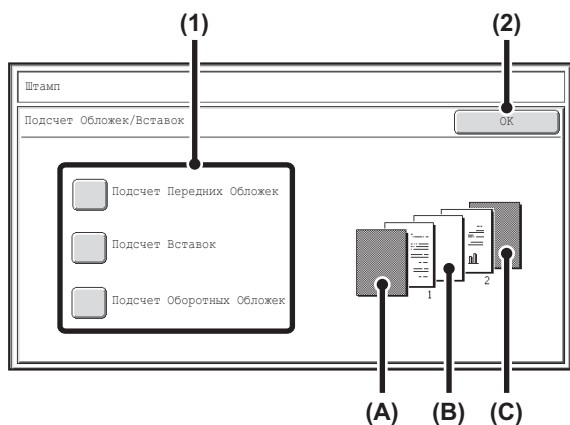 (1) (2)
Штамп
Подсчет Обложек/Вставок OK
Подсчет Передних Обложек
Подсчет Вставок
Подсчет Оборотных Обложек
1 2
(A) (B) (C)